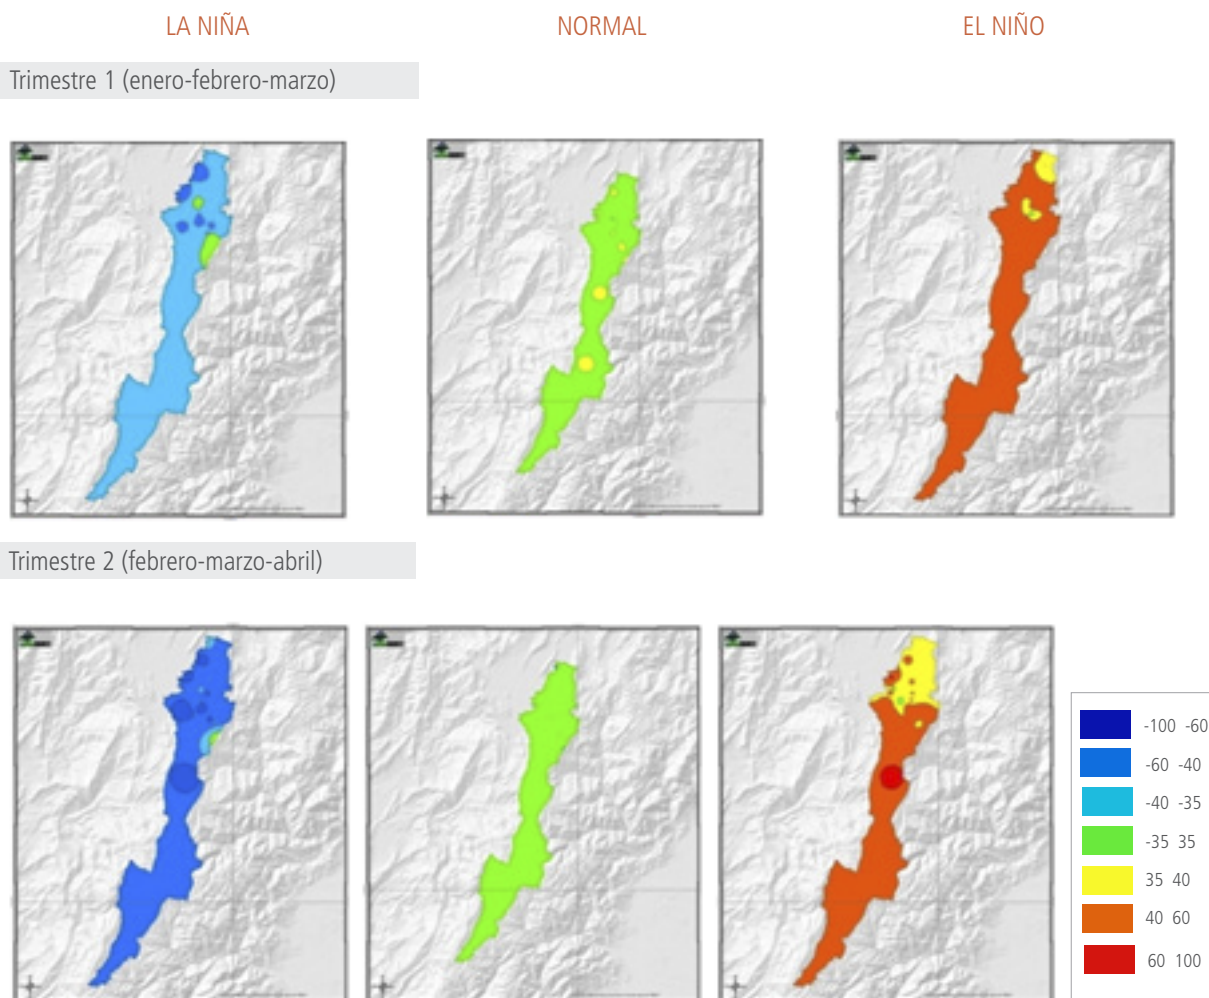 LA NIÑA
NORMAL
EL NIÑO
Trimestre 1 (enero-febrero-marzo)
Trimestre 2 (febrero-marzo-abril)
-100 -60
-60 -40
-40 -35
-35 35
35 40
40 60
60 100